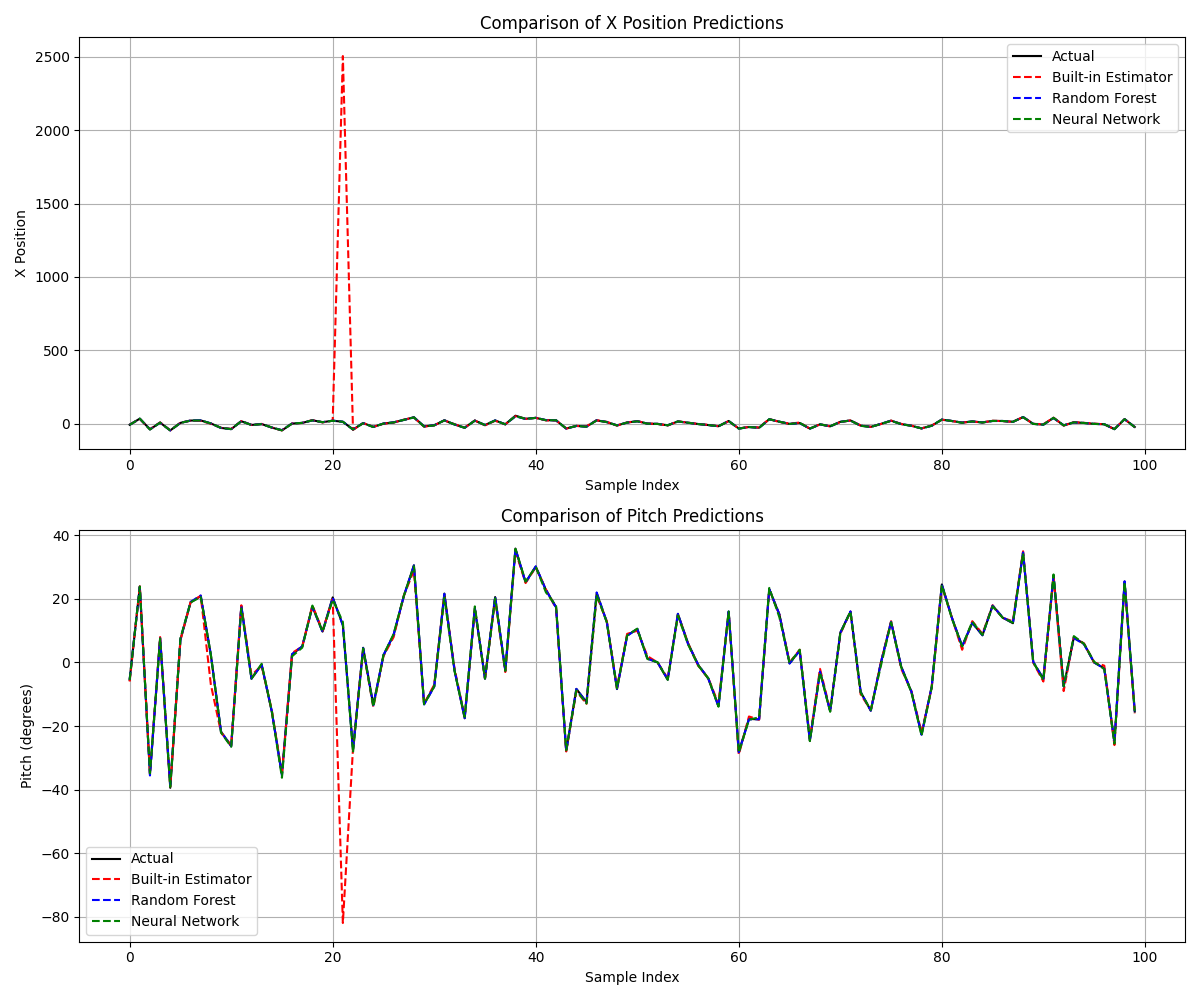 Comparison of X Position Predictions
2500
2000
1500
1000
500
0
X Position
Actual
Built-in Estimator
Random Forest
Neural Network
0 20 40 60 80 100
Sample Index
Comparison of Pitch Predictions
40
20
0
−20
−40
−60
−80
Pitch (degrees)
Actual
Built-in Estimator
Random Forest
Neural Network
0 20 40 60 80 100
Sample Index